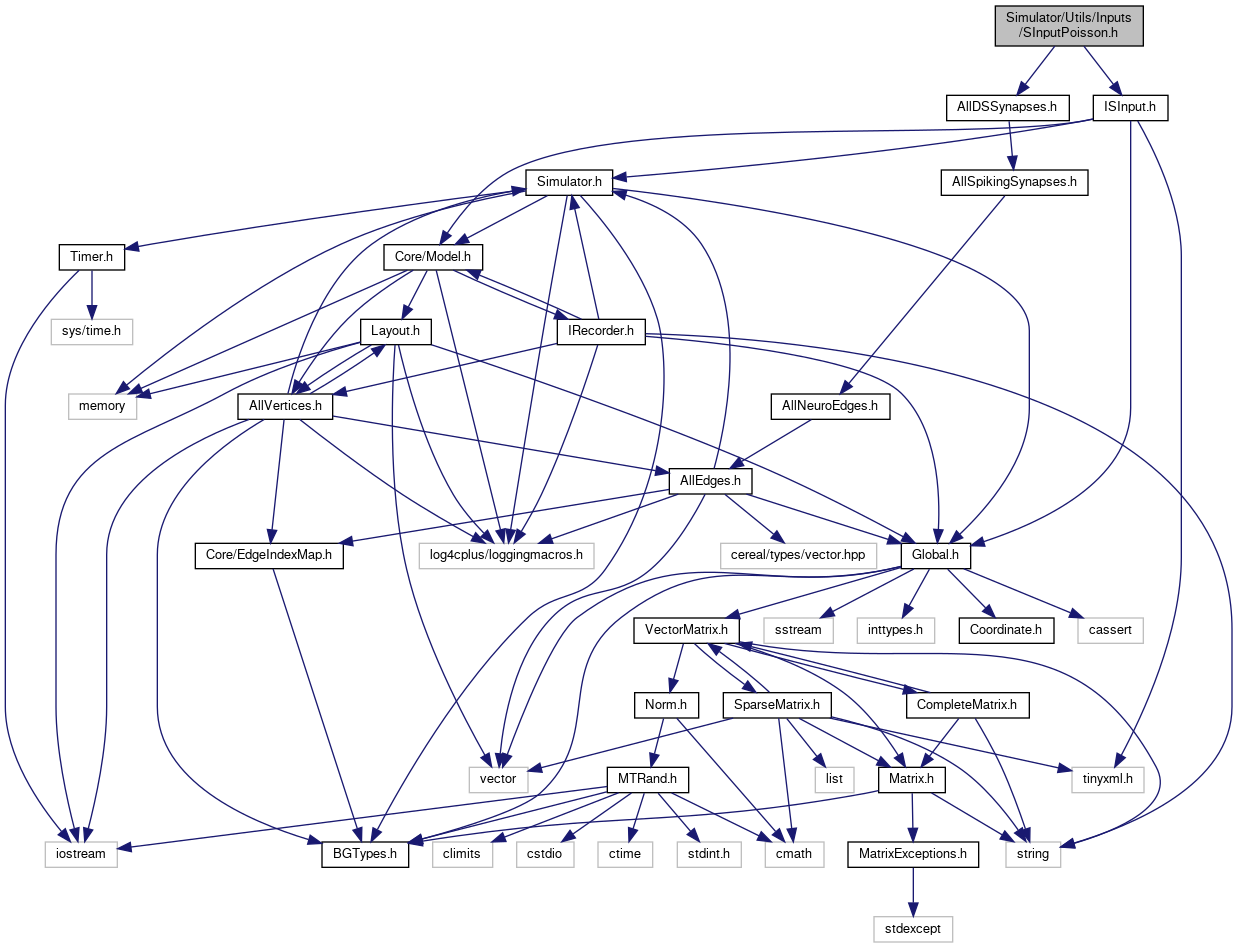 Simulator/Utils/Inputs
/SInputPoisson.h
AllDSSynapses.h
ISInput.h
Simulator.h
AllSpikingSynapses.h
Timer.h
Core/Model.h
sys/time.h
Layout.h
IRecorder.h
memory
AllVertices.h
AllNeuroEdges.h
AllEdges.h
Core/EdgeIndexMap.h
log4cplus/loggingmacros.h
cereal/types/vector.hpp
Global.h
VectorMatrix.h
sstream
inttypes.h
Coordinate.h
cassert
Norm.h
SparseMatrix.h
CompleteMatrix.h
vector
MTRand.h
list
Matrix.h
tinyxml.h
iostream
BGTypes.h
climits
cstdio
ctime
stdint.h
cmath
MatrixExceptions.h
string
stdexcept